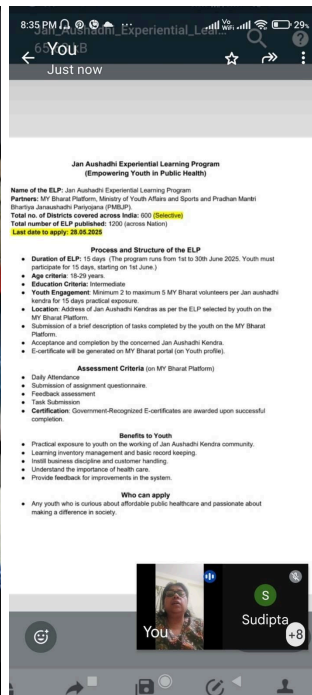 8:35 PM
Vo WiFi
29%
Jan_Aushadhi_Experiential_Lear...
You
Just now
Jan Aushadhi Experiential Learning Program
(Empowering Youth in Public Health)
Name of the ELP: Jan Aushadhi Experiential Learning Program
Partners: MY Bharat Platform, Ministry of Youth Affairs and Sports and Pradhan Mantri
Bhartiya Janaushadhi Pariyojana (PMBJP).
Total no. of Districts covered across India: 600 (Selective)
Total number of ELP published: 1200 (across Nation)
Last date to apply: 28.05.2025
Process and Structure of the ELP
● Duration of ELP: 15 days (The program runs from 1st to 30th June 2025. Youth must
participate for 15 days, starting on 1st June.)
● Age criteria: 18-29 years.
● Education Criteria: Intermediate
● Youth Engagement: Minimum 2 to maximum 5 MY Bharat volunteers per Jan aushadhi
kendra for 15 days practical exposure.
● Location: Address of Jan Aushadhi Kendras as per the ELP selected by youth on the
MY Bharat Platform.
● Submission of a brief description of tasks completed by the youth on the MY Bharat
Platform.
● Acceptance and completion by the concerned Jan Aushadhi Kendra.
● E-certificate will be generated on MY Bharat portal (on Youth profile).
Assessment Criteria (on MY Bharat Platform)
● Daily Attendance
● Submission of assignment questionnaire.
● Feedback assessment
● Task Submission
● Certification: Government-Recognized E-certificates are awarded upon successful
completion.
Benefits to Youth
● Practical exposure to youth on the working of Jan Aushadhi Kendra community.
● Learning inventory management and basic record keeping.
● Instill business discipline and customer handling.
● Understand the importance of health care.
● Provide feedback for improvements in the system.
Who can apply
● Any youth who is curious about affordable public healthcare and passionate about
making a difference in society.
S
You
Sudipta
+8